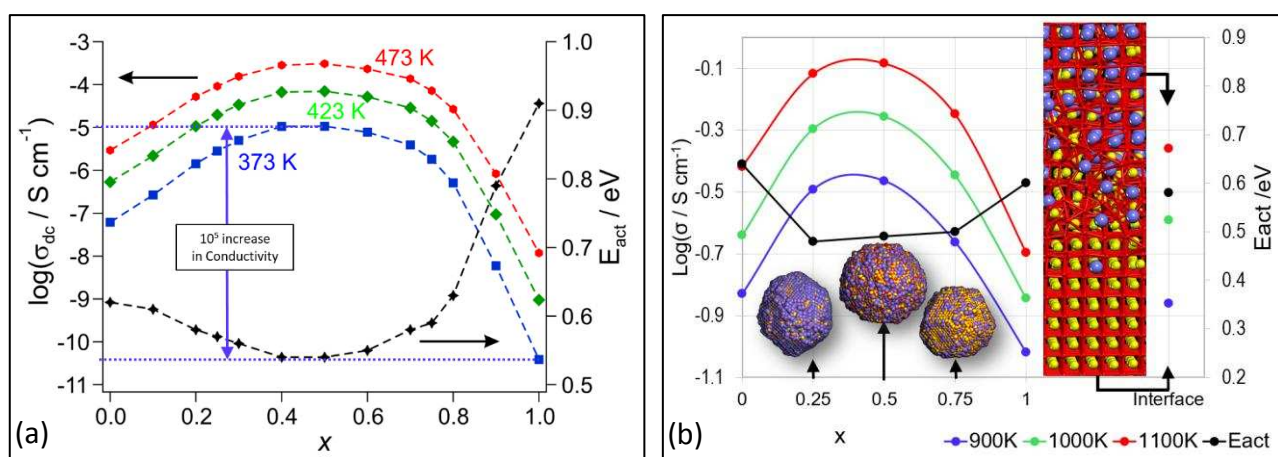 -3
-4
-5
-6
-7
-8
-9
-10
-11
log(σdc / S cm⁻¹)
473 K
423 K
373 K
10⁵ increase
in Conductivity
1.0
0.9
0.8
0.7
0.6
0.5
Eact / eV
0.0
0.2
0.4
0.6
0.8
1.0
x
(a)
-0.1
-0.3
-0.5
-0.7
-0.9
-1.1
Log(σ / S cm⁻¹)
0.9
0.8
0.7
0.6
0.5
0.4
0.3
0.2
Eact /eV
0
0.25
0.5
0.75
1
Interface
x
900K
1000K
1100K
Eact
(b)